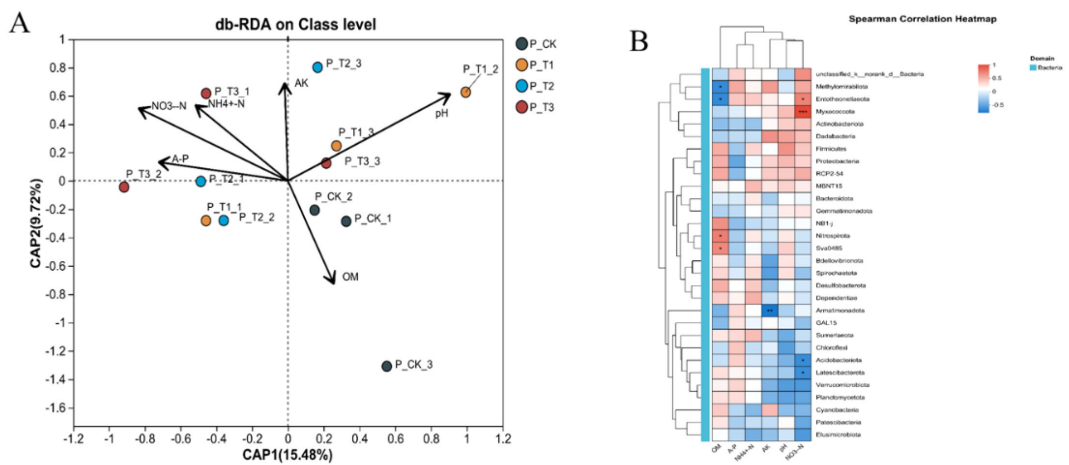 A
db-RDA on Class level
P_CK
P_T1
P_T2
P_T3
P_T2_3
P_T1_2
AK
P_T3_1
NH4+-N
NO3--N
pH
P_T1_3
P_T3_3
A-P
P_T3_2
P_T2_1
P_CK_2
P_CK_1
P_T1_1
P_T2_2
OM
P_CK_3
CAP2(9.72%)
1
0.8
0.6
0.4
0.2
0
-0.2
-0.4
-0.6
-0.8
-1
-1.2
-1.4
-1.6
-1.2 -1 -0.8 -0.6 -0.4 -0.2 0 0.2 0.4 0.6 0.8 1 1.2
CAP1(15.48%)
B
Spearman Correlation Heatmap
Domain
Bacteria
1
0.5
0
-0.5
unclassified_k__norank_d__Bacteria
Methylomirabilota
Entotheonellaeota
Myxococcota
Actinobacteriota
Dadabacteria
Firmicutes
Proteobacteria
RCP2-54
MBNT15
Bacteroidota
Gemmatimonadota
NB1-j
Nitrospirota
Sva0485
Bdellovibrionota
Spirochaetota
Desulfobacterota
Dependentiae
Armatimonadota
GAL15
Sumerlaeota
Chloroflexi
Acidobacteriota
Latescibacterota
Verrucomicrobiota
Planctomycetota
Cyanobacteria
Patescibacteria
Elusimicrobiota
OM
A-P
NH4+-N
AK
pH
NO3--N